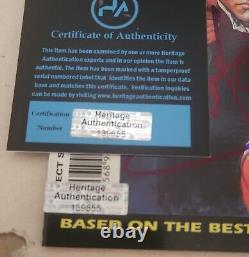 HA
Certificate of Authenticity
This item has been examined by one or more Heritage
Authentication experts and in our opinion the item is
authentic. The item has been marked with a tamperproof
serial numbered label that identifies the item in our data
base and matches this certificate. Verification inquiries
can be made by visiting www.heritageauthentication.com
Certification
Number
Heritage
Authentication
ECT S
Heritage
Authentication
BASED ON THE BEST
© ebay